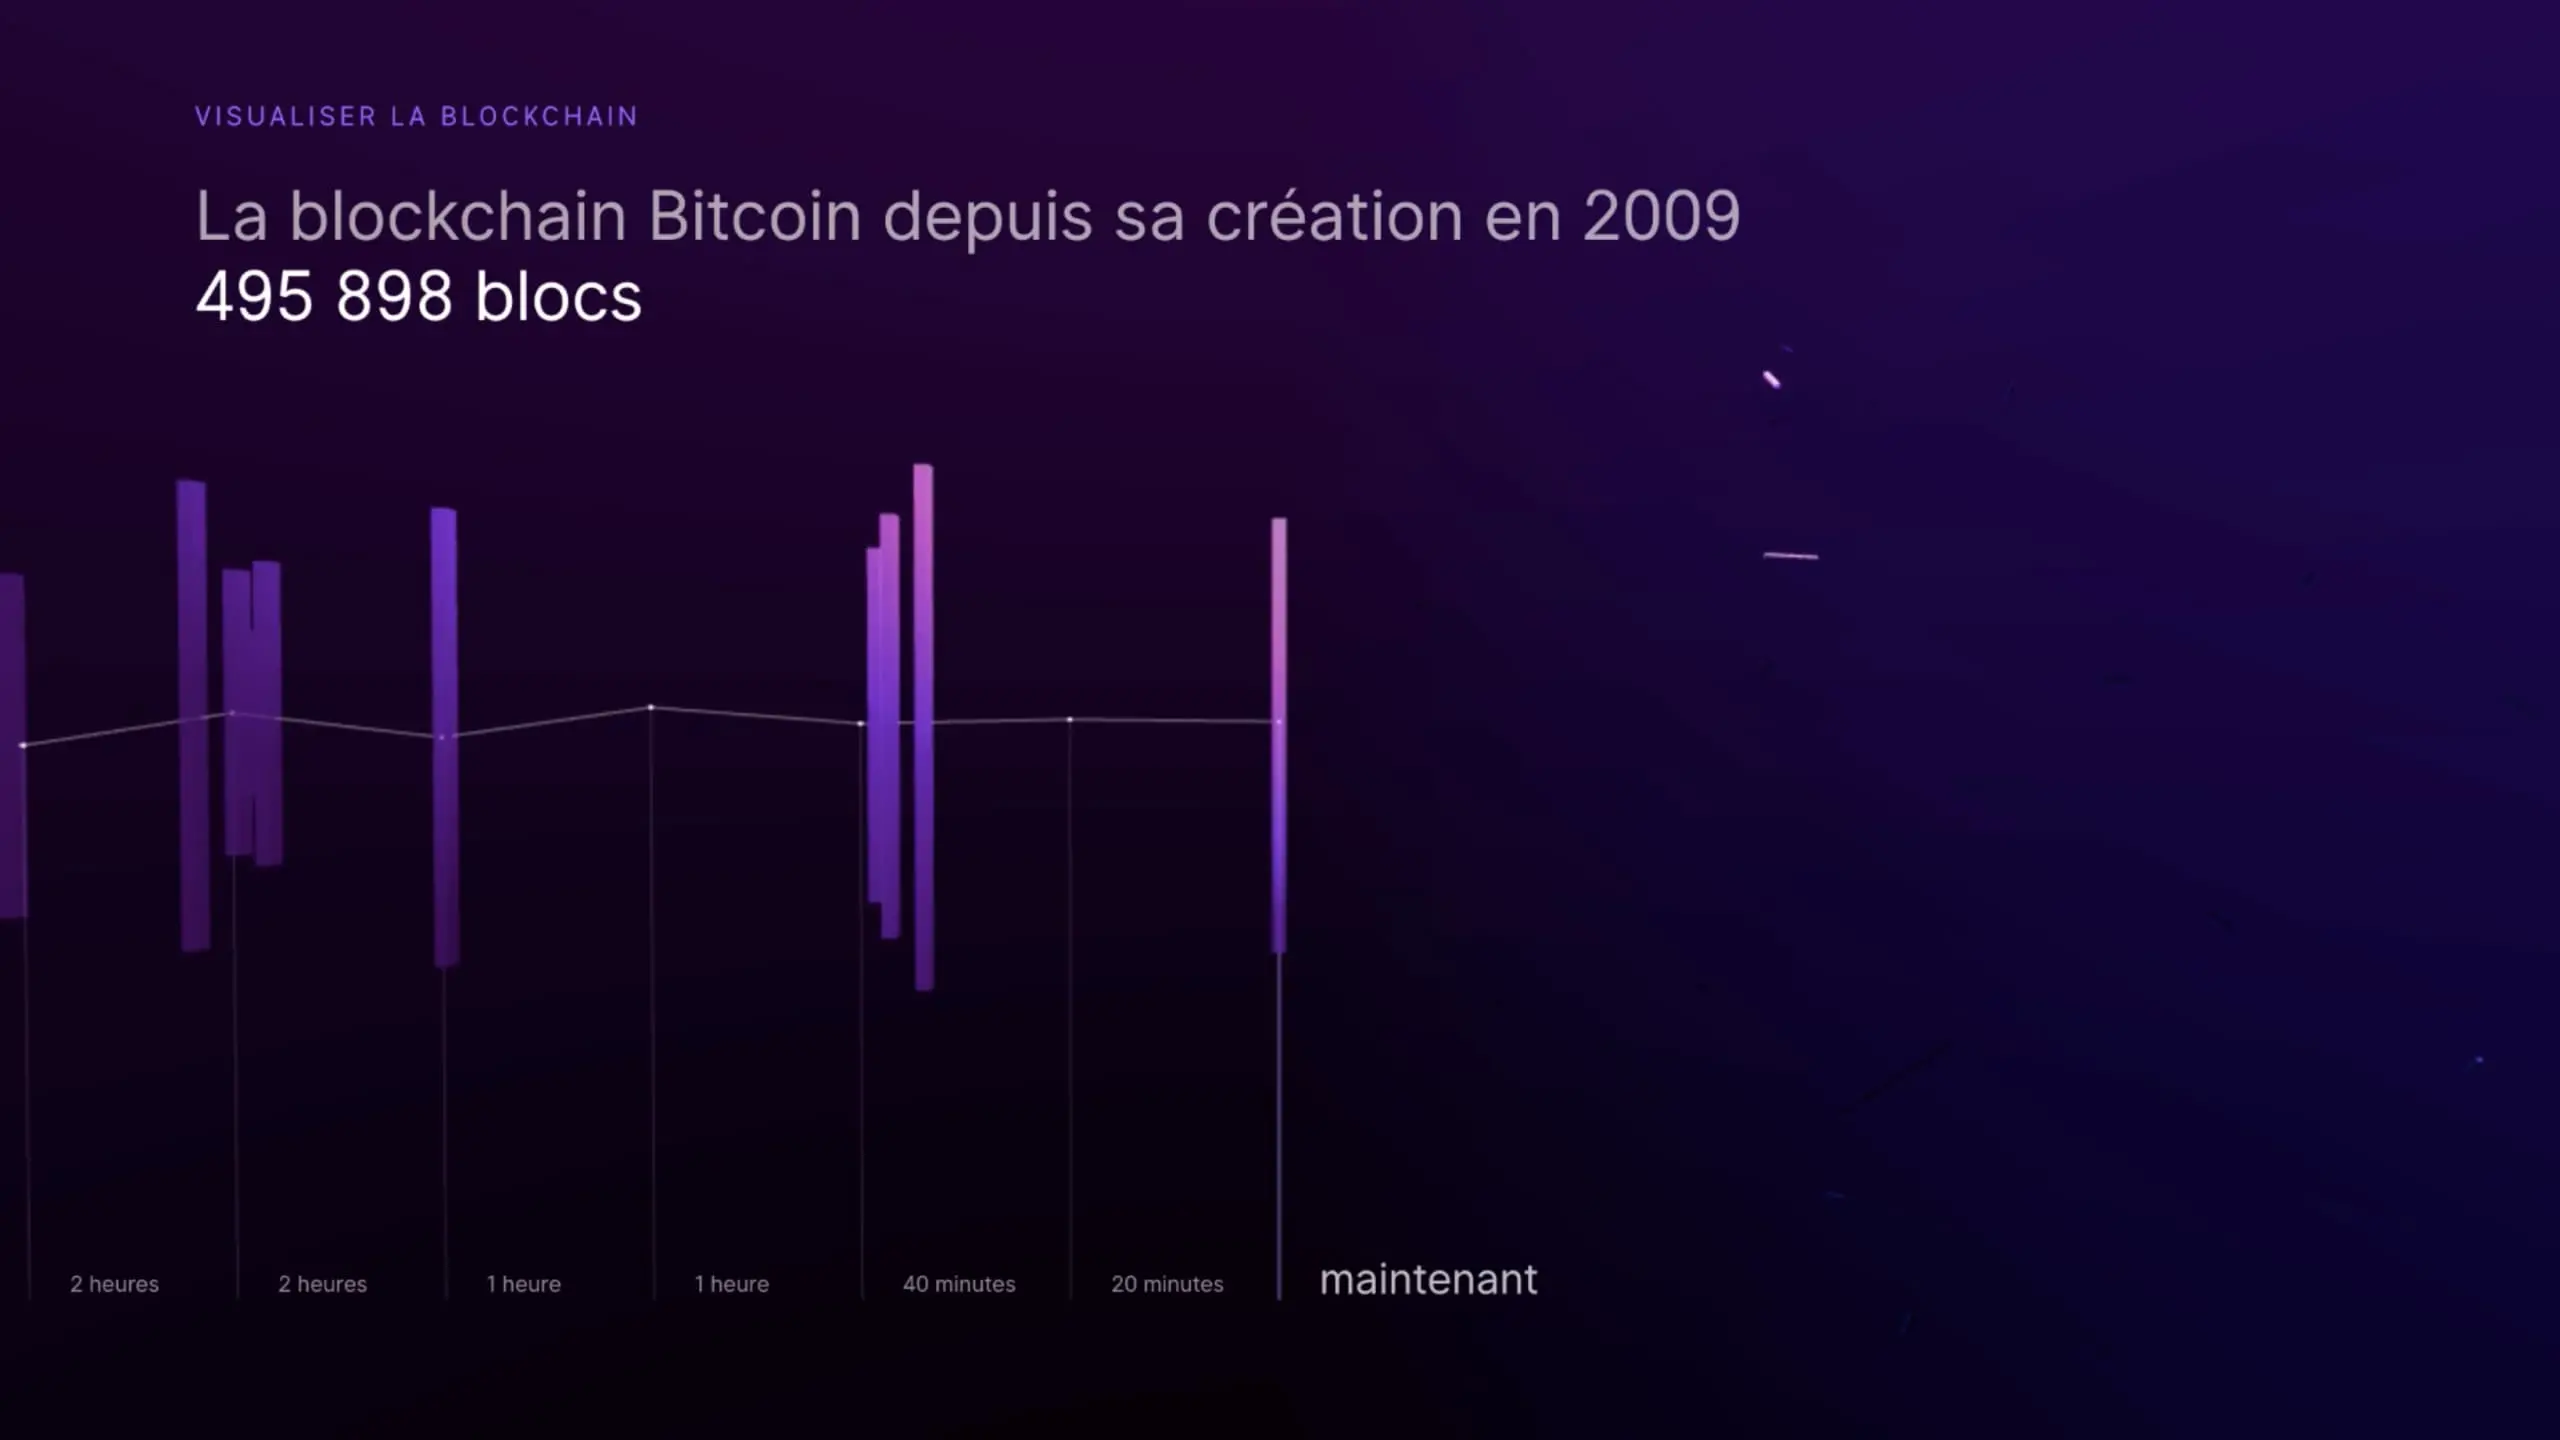 VISUALISER LA BLOCKCHAIN
La blockchain Bitcoin depuis sa création en 2009
495 898 blocs
2 heures
2 heures
1 heure
1 heure
40 minutes
20 minutes
maintenant